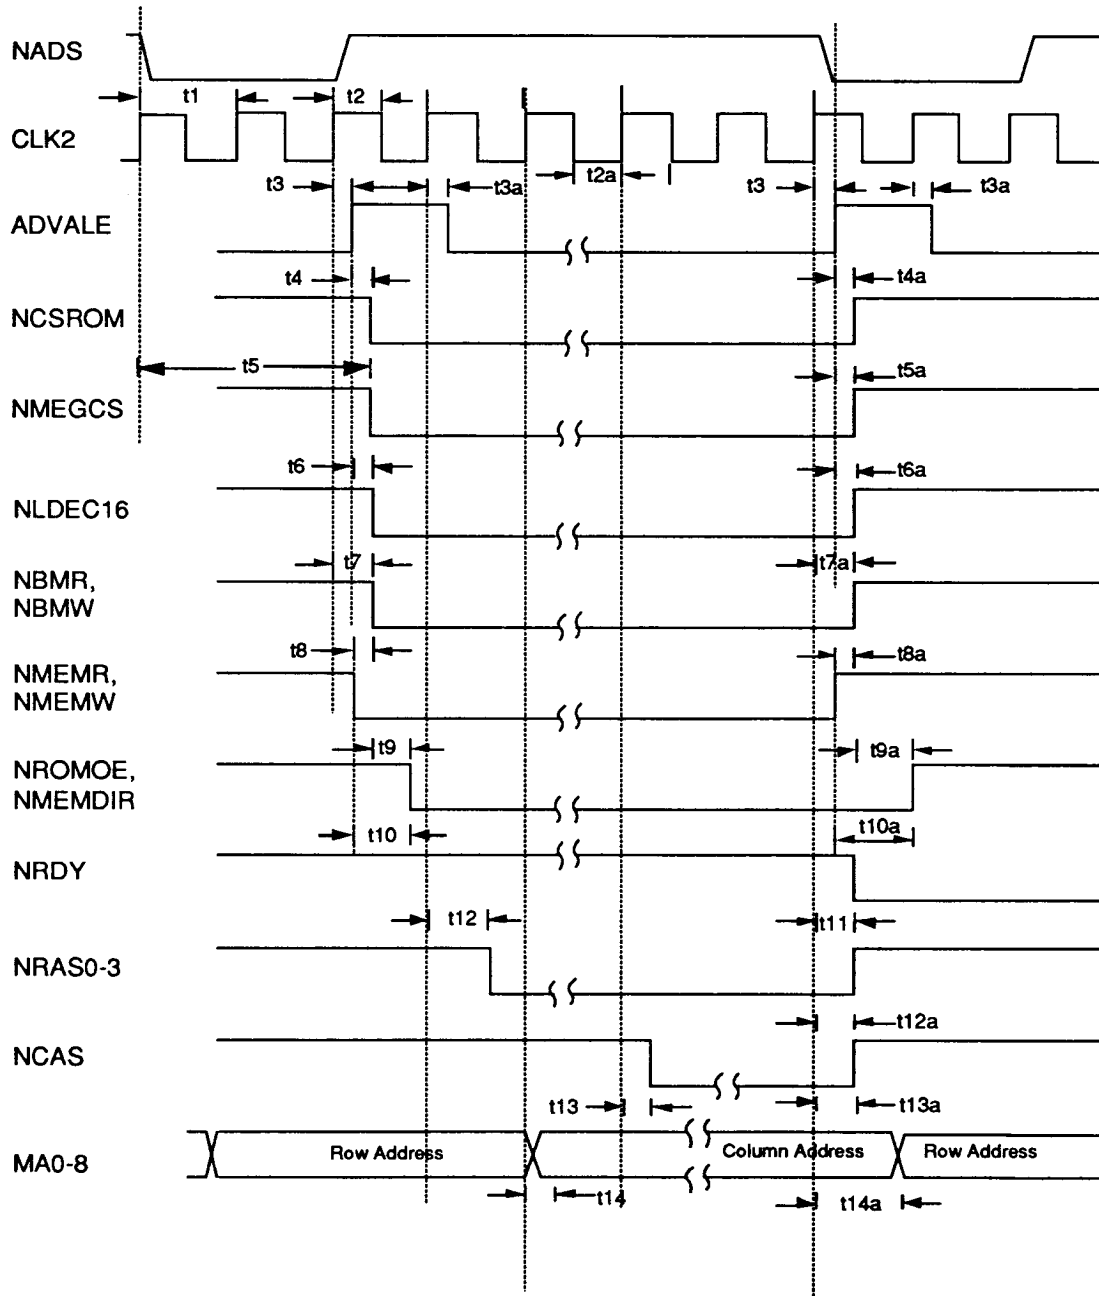 NADS
t1 t2
CLK2
t2a
t3 t3a t3 t3a
ADVALE
t4 t4a
NCSROM
t5 t5a
NMEGCS
t6 t6a
NLDEC16
t7 t7a
NBMR,
NBMW
t8 t8a
NMEMR,
NMEMW
t9 t9a
NROMOE,
NMEMDIR
t10 t10a
NRDY
t12 t11
NRAS0-3
t12a
NCAS
t13 t13a
MA0-8 Row Address Column Address Row Address
t14 t14a